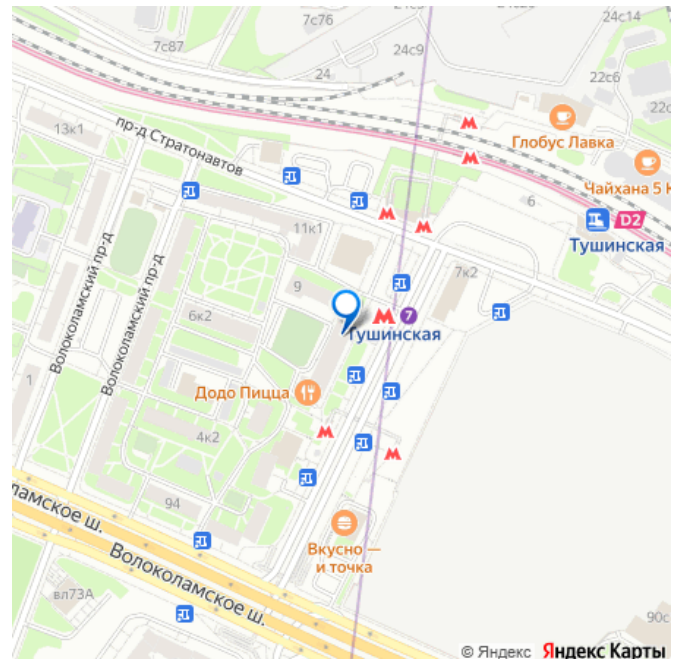 7с76
24с9
24с14
7с87
24
22с6
22с
13к1
пр-д Стратонавтов
Глобус Лавка
Чайхана 5 К
6
D2
Тушинская
11к1
7к2
9
7
Тушинская
6к2
Волоколамский пр-д
Волоколамский пр-д
1
Додо Пицца
4к2
94
ламское ш.
Волоколамское ш.
Вкусно —
и точка
вл73А
90с
© Яндекс Яндекс Карты